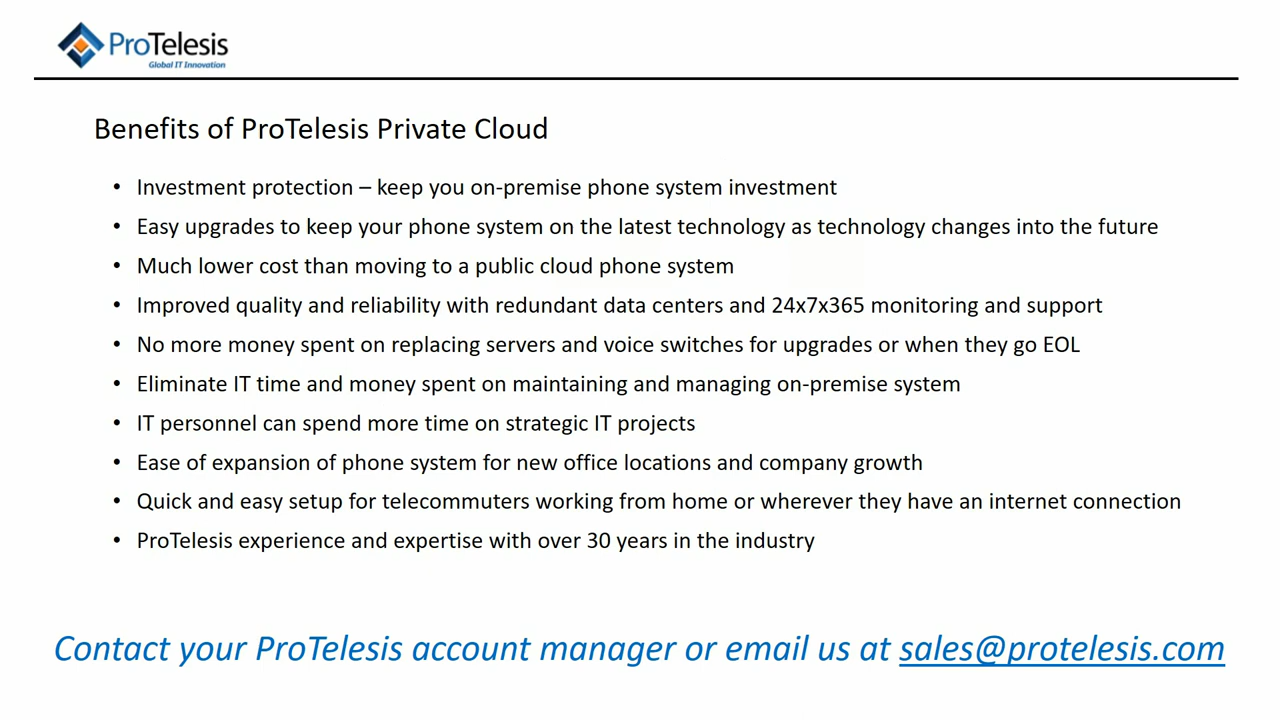 ProTelesis
Global IT Innovation
Benefits of ProTelesis Private Cloud
• Investment protection – keep you on-premise phone system investment
• Easy upgrades to keep your phone system on the latest technology as technology changes into the future
• Much lower cost than moving to a public cloud phone system
• Improved quality and reliability with redundant data centers and 24x7x365 monitoring and support
• No more money spent on replacing servers and voice switches for upgrades or when they go EOL
• Eliminate IT time and money spent on maintaining and managing on-premise system
• IT personnel can spend more time on strategic IT projects
• Ease of expansion of phone system for new office locations and company growth
• Quick and easy setup for telecommuters working from home or wherever they have an internet connection
• ProTelesis experience and expertise with over 30 years in the industry
Contact your ProTelesis account manager or email us at sales@protelesis.com